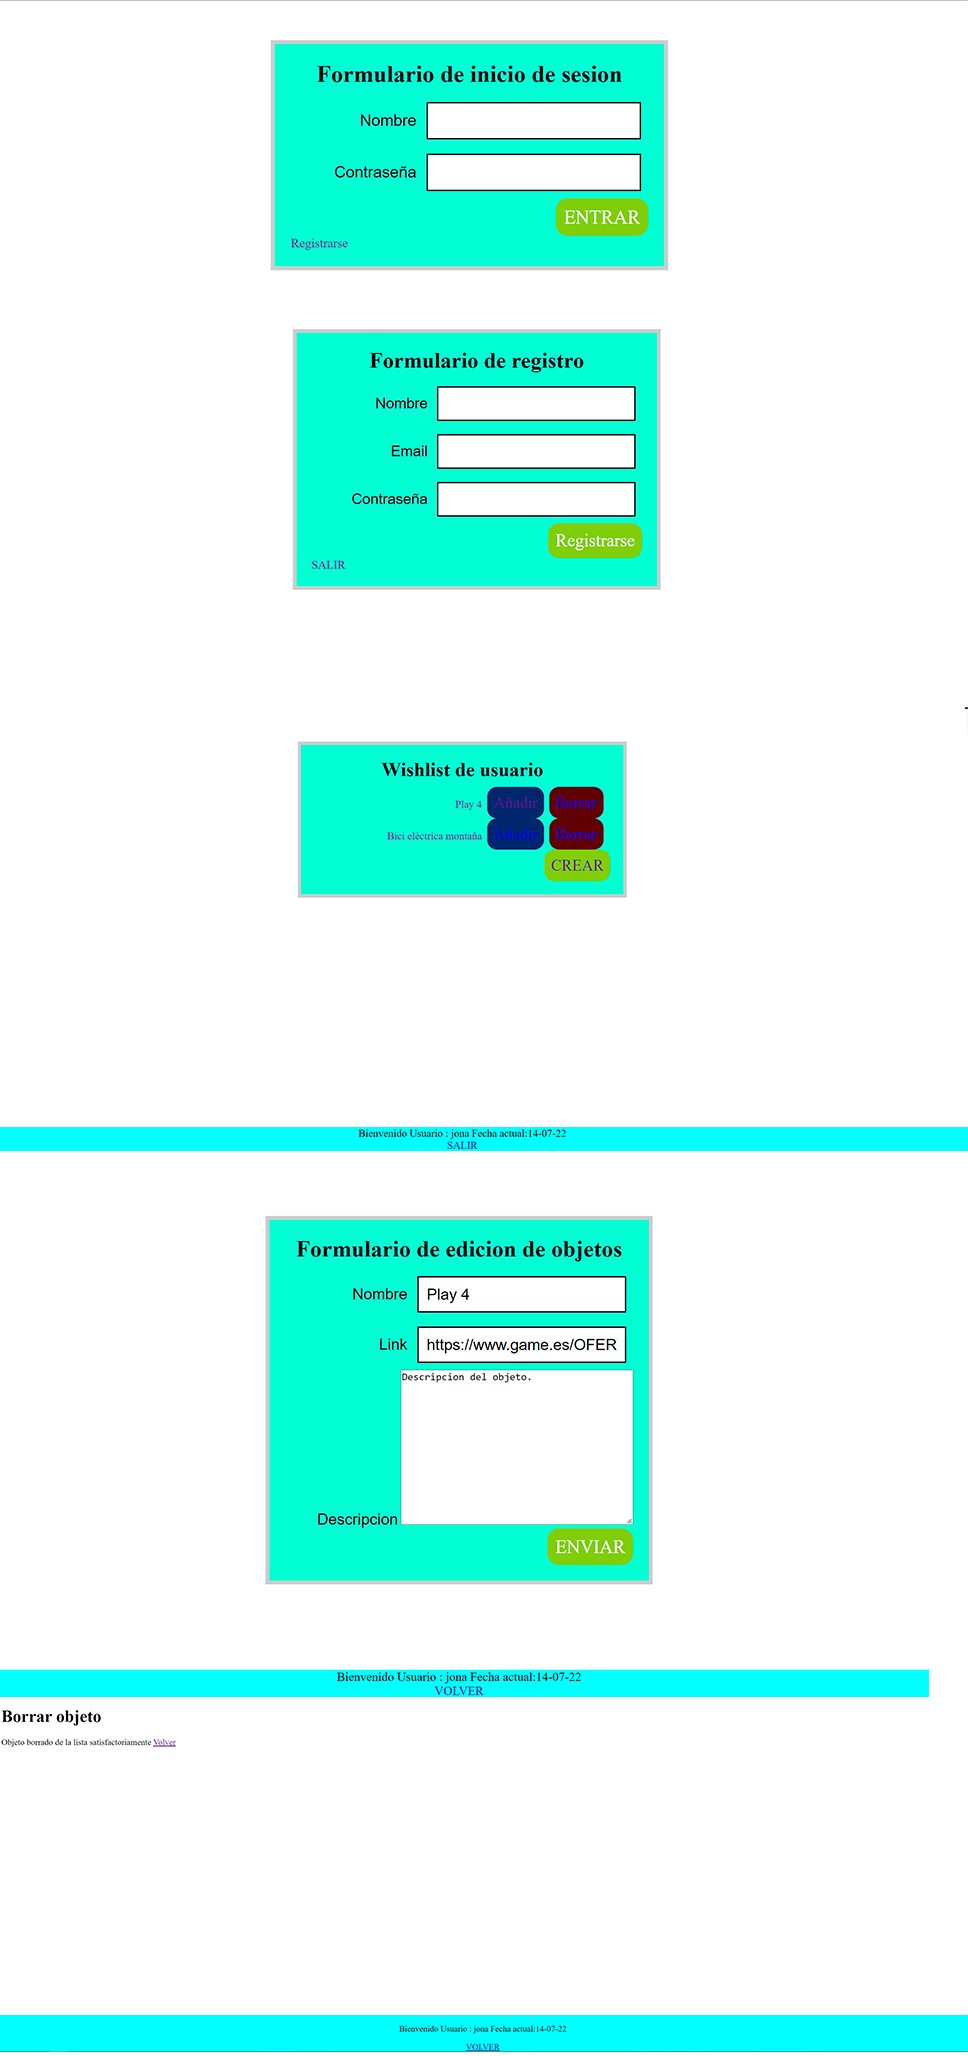 Formulario de inicio de sesion
Nombre
Contraseña
ENTRAR
Registrarse
Formulario de registro
Nombre
Email
Contraseña
Registrarse
SALIR
Wishlist de usuario
Play 4 Añadir Borrar
Bici eléctrica montaña Añadir Borrar
CREAR
Bienvenido Usuario : jona Fecha actual:14-07-22
SALIR
Formulario de edicion de objetos
Nombre Play 4
Link https://www.game.es/OFER
Descripcion del objeto.
Descripcion
ENVIAR
Bienvenido Usuario : jona Fecha actual:14-07-22
VOLVER
Borrar objeto
Objeto borrado de la lista satisfactoriamente Volver
Bienvenido Usuario : jona Fecha actual:14-07-22
VOLVER